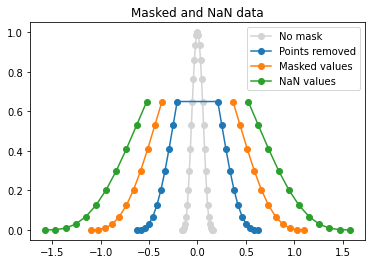 Masked and NaN data
No mask
Points removed
Masked values
NaN values
1.0
0.8
0.6
0.4
0.2
0.0
−1.5 −1.0 −0.5 0.0 0.5 1.0 1.5